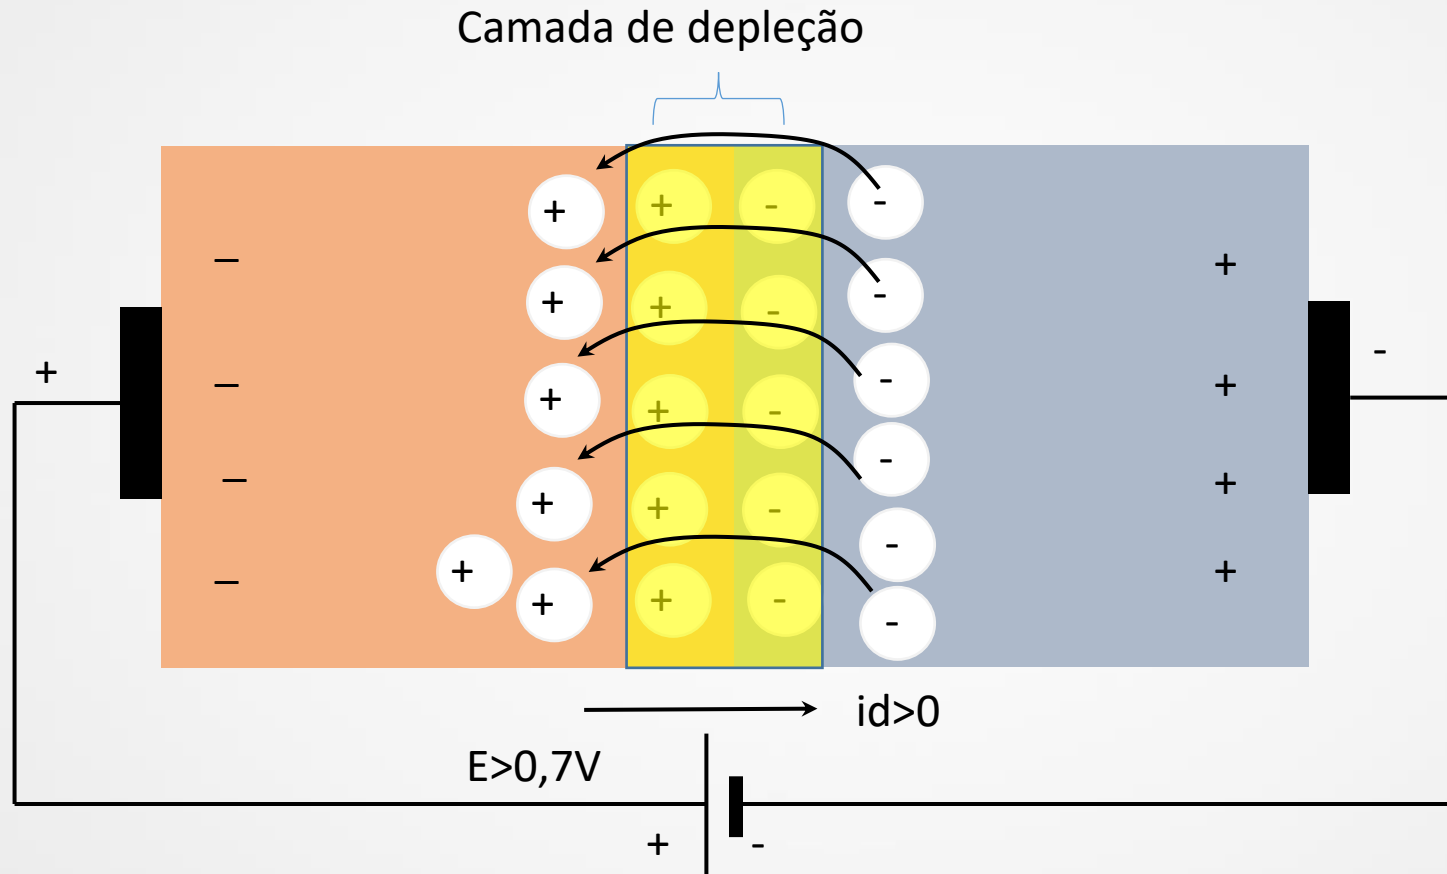 Camada de depleção
+ + - -
+ + - -
– +
+ -
+ + - -
– +
+ + - -
– +
+ + - -
+ -
– +
+ + - -
id>0
E>0,7V
+ -